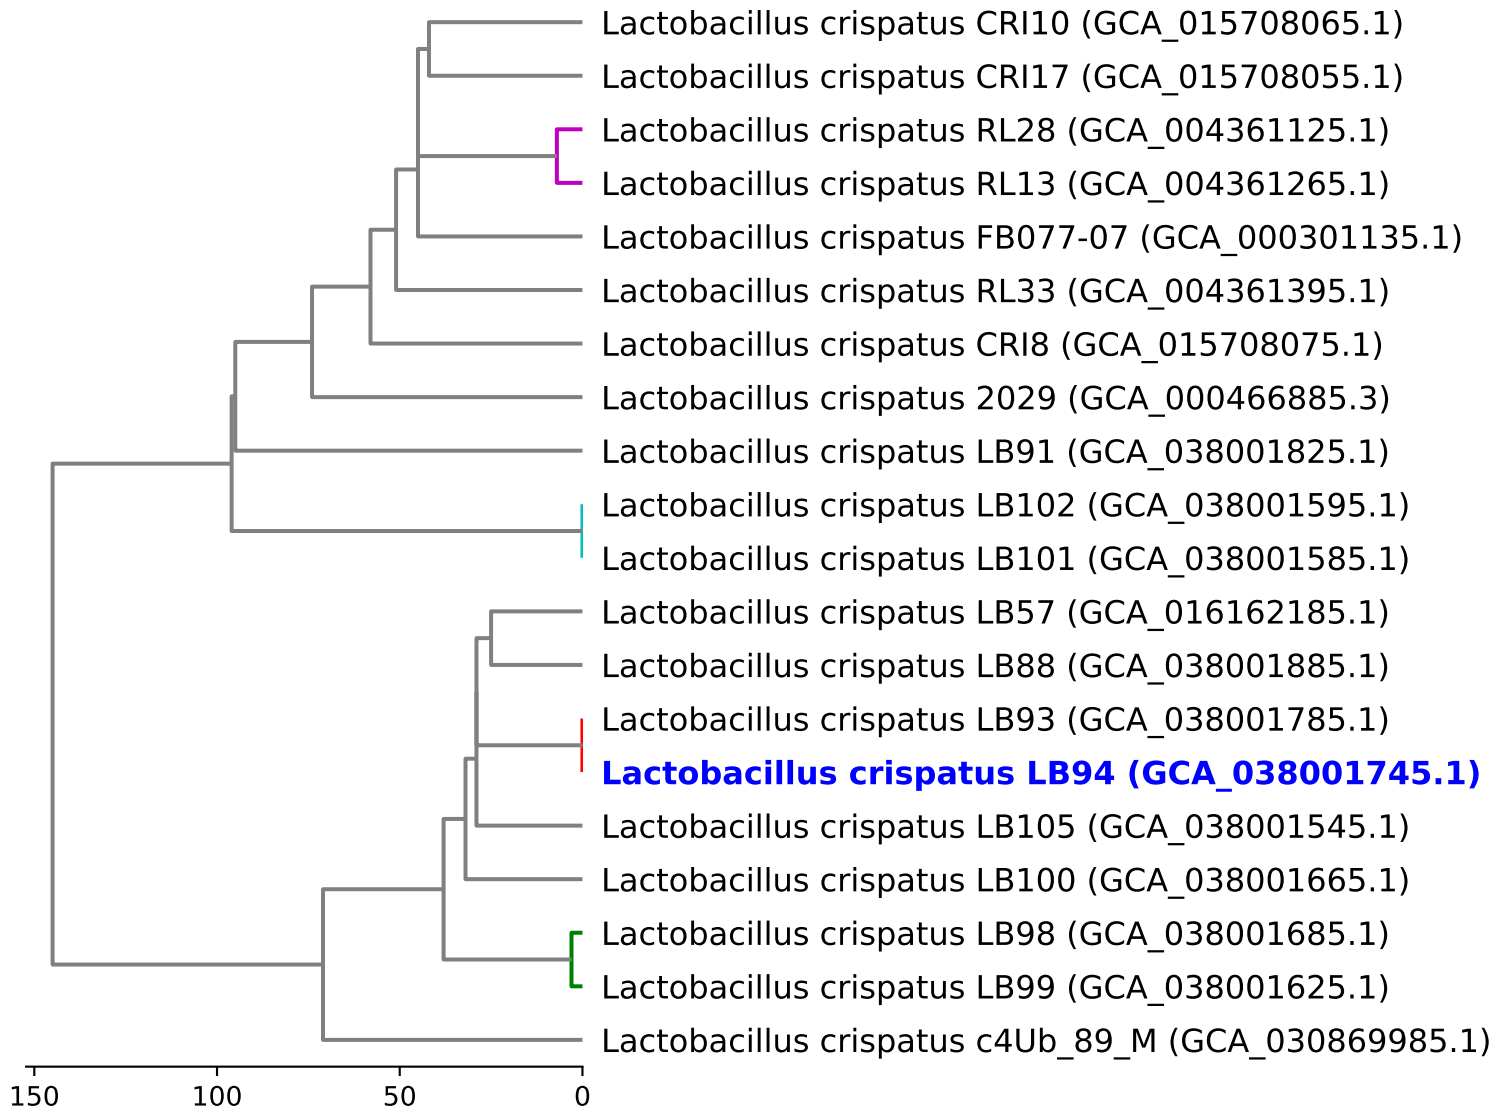 Lactobacillus crispatus CRI10 (GCA_015708065.1)
Lactobacillus crispatus CRI17 (GCA_015708055.1)
Lactobacillus crispatus RL28 (GCA_004361125.1)
Lactobacillus crispatus RL13 (GCA_004361265.1)
Lactobacillus crispatus FB077-07 (GCA_000301135.1)
Lactobacillus crispatus RL33 (GCA_004361395.1)
Lactobacillus crispatus CRI8 (GCA_015708075.1)
Lactobacillus crispatus 2029 (GCA_000466885.3)
Lactobacillus crispatus LB91 (GCA_038001825.1)
Lactobacillus crispatus LB102 (GCA_038001595.1)
Lactobacillus crispatus LB101 (GCA_038001585.1)
Lactobacillus crispatus LB57 (GCA_016162185.1)
Lactobacillus crispatus LB88 (GCA_038001885.1)
Lactobacillus crispatus LB93 (GCA_038001785.1)
Lactobacillus crispatus LB94 (GCA_038001745.1)
Lactobacillus crispatus LB105 (GCA_038001545.1)
Lactobacillus crispatus LB100 (GCA_038001665.1)
Lactobacillus crispatus LB98 (GCA_038001685.1)
Lactobacillus crispatus LB99 (GCA_038001625.1)
Lactobacillus crispatus c4Ub_89_M (GCA_030869985.1)
150 100 50 0